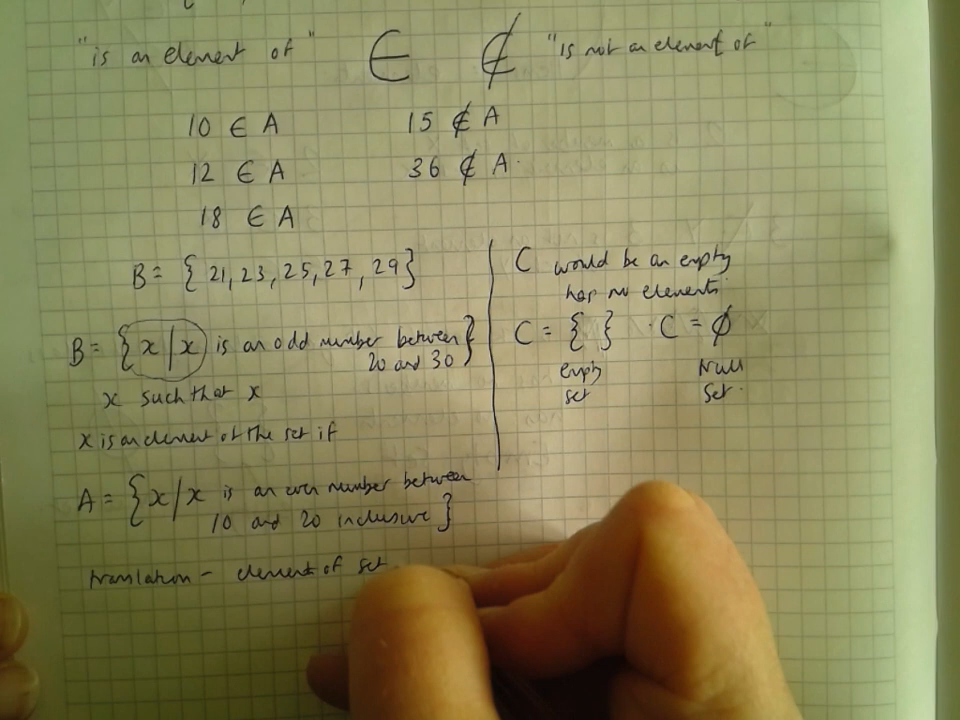 "is an element of" ∈ ∉ "is not an element of"
10 ∈ A 15 ∉ A
12 ∈ A 36 ∉ A.
18 ∈ A
B = { 21, 23, 25, 27, 29 }
B = { x / x is an odd number between
20 and 30 }
x such that x
x is an element of the set if
A = { x / x is an even number between
10 and 20 inclusive }
translation - element of set
C would be an empty
has no elements.
C = { } . C = ∅
empty Null
set set.